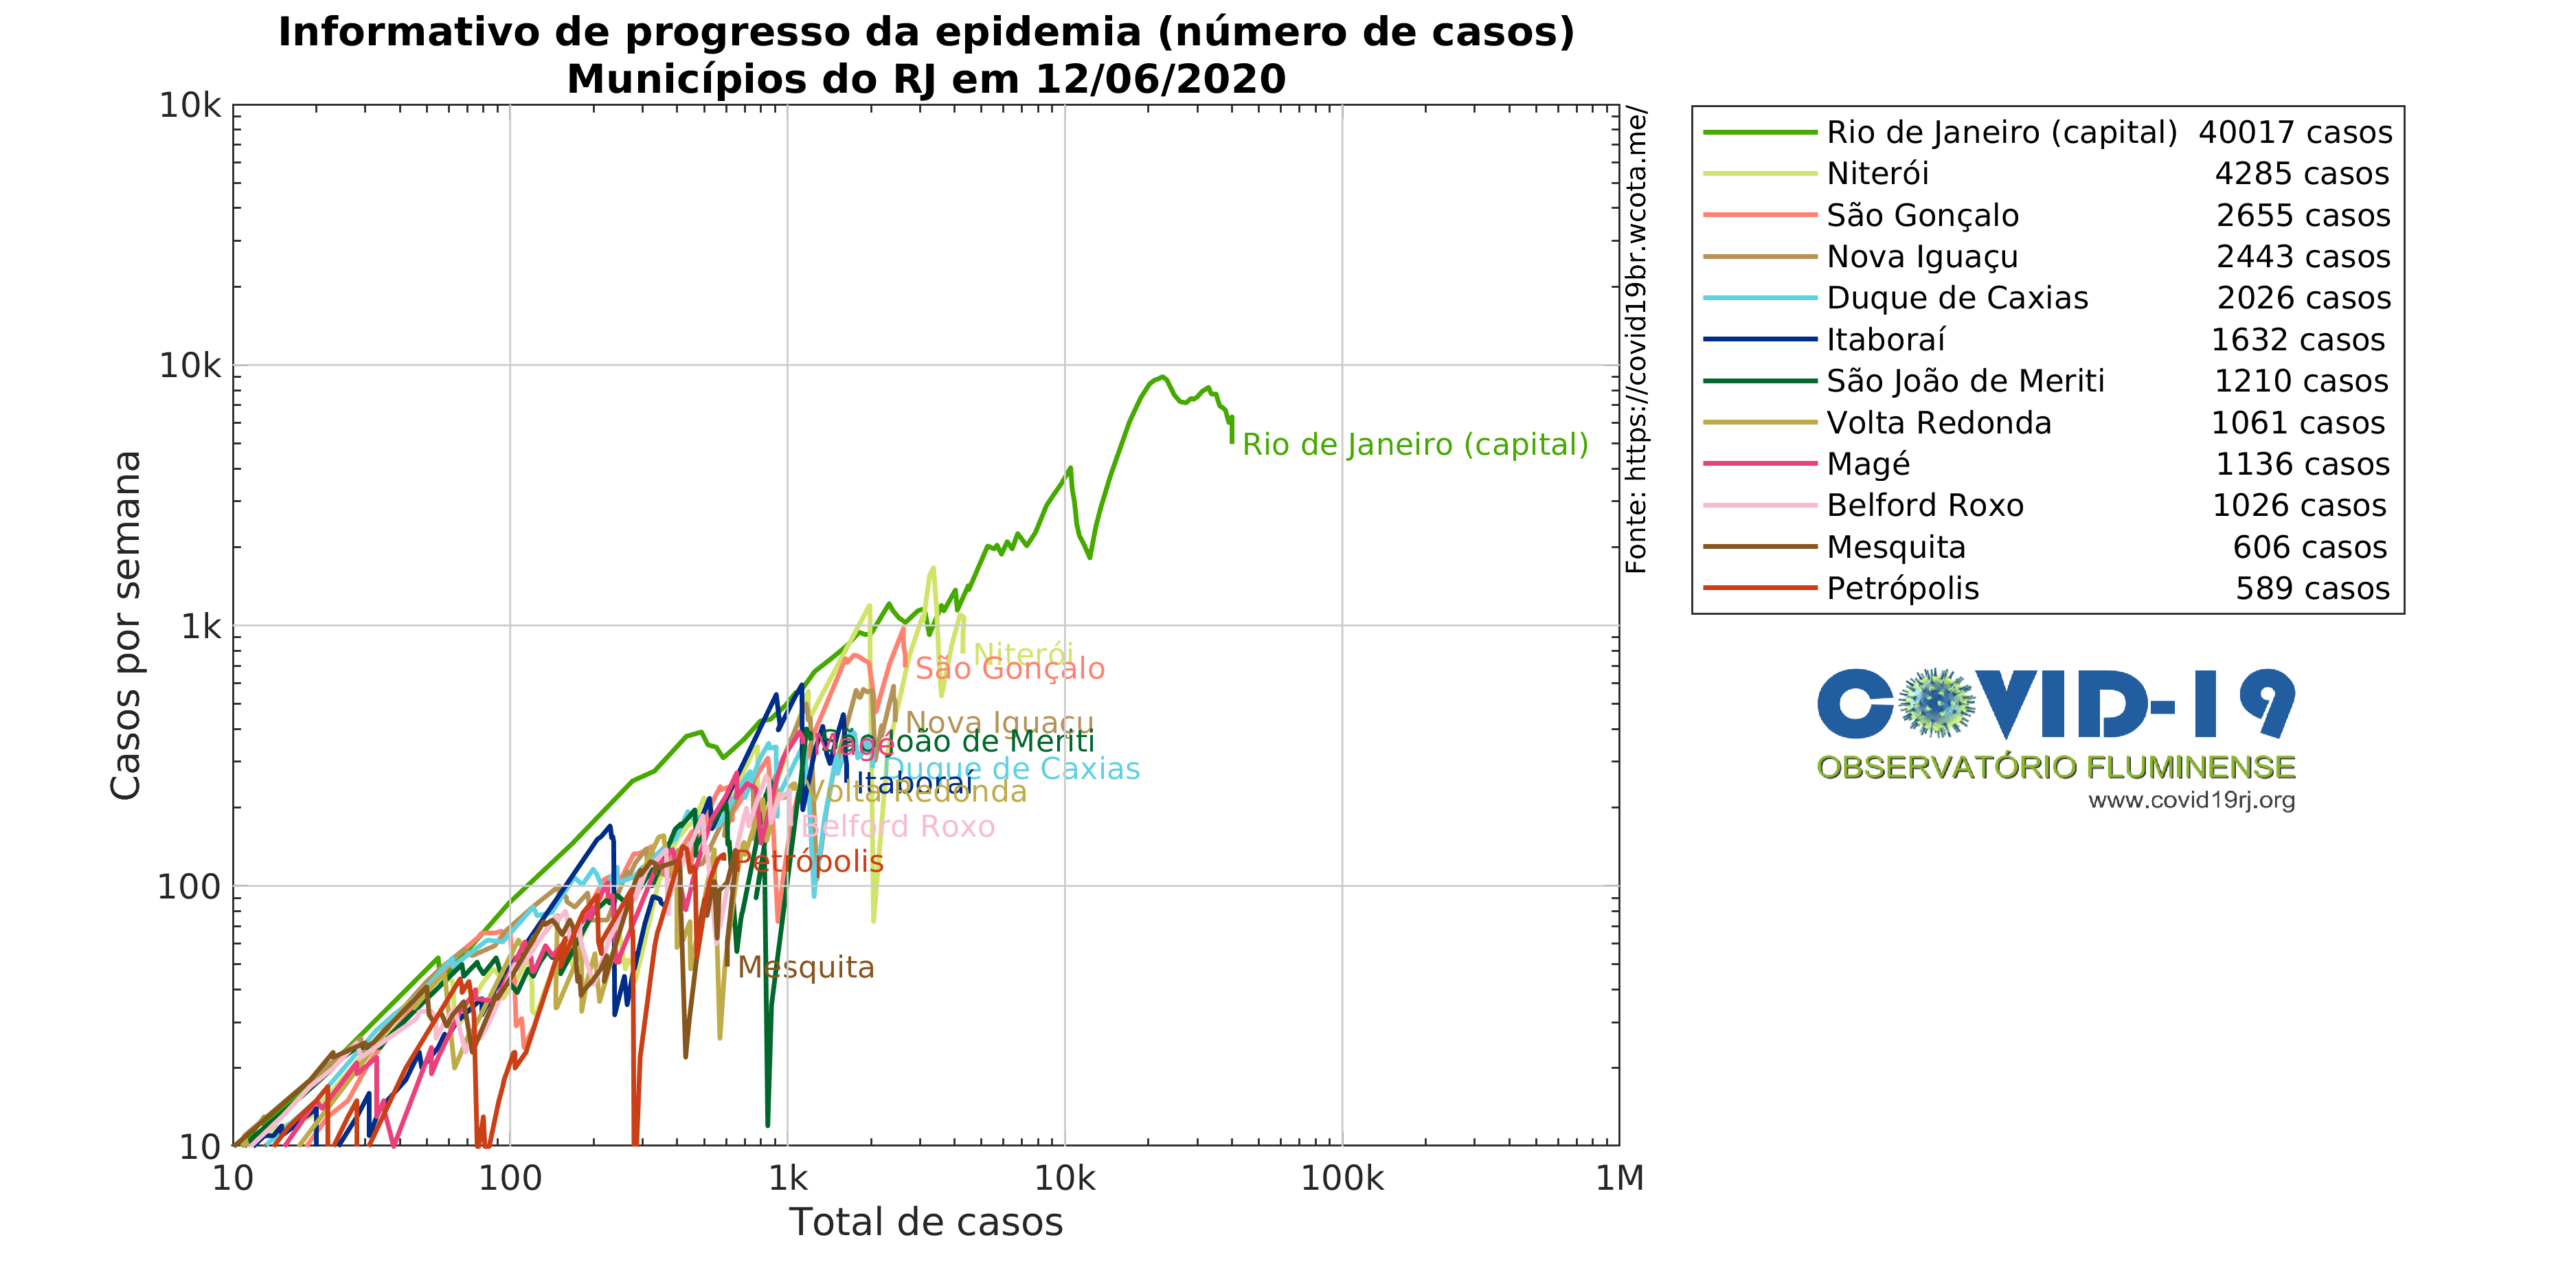 Informativo de progresso da epidemia (número de casos)
Municípios do RJ em 12/06/2020
10k
10k
1k
100
10
Casos por semana
10
100
1k
10k
100k
1M
Total de casos
Rio de Janeiro (capital)
Niterói
São Gonçalo
Nova Iguaçu
São João de Meriti
Magé
Duque de Caxias
Itaboraí
Volta Redonda
Belford Roxo
Petrópolis
Mesquita
Fonte: https://covid19br.wcota.me/
Rio de Janeiro (capital) 40017 casos
Niterói 4285 casos
São Gonçalo 2655 casos
Nova Iguaçu 2443 casos
Duque de Caxias 2026 casos
Itaboraí 1632 casos
São João de Meriti 1210 casos
Volta Redonda 1061 casos
Magé 1136 casos
Belford Roxo 1026 casos
Mesquita 606 casos
Petrópolis 589 casos
COVID-19
OBSERVATÓRIO FLUMINENSE
www.covid19rj.org